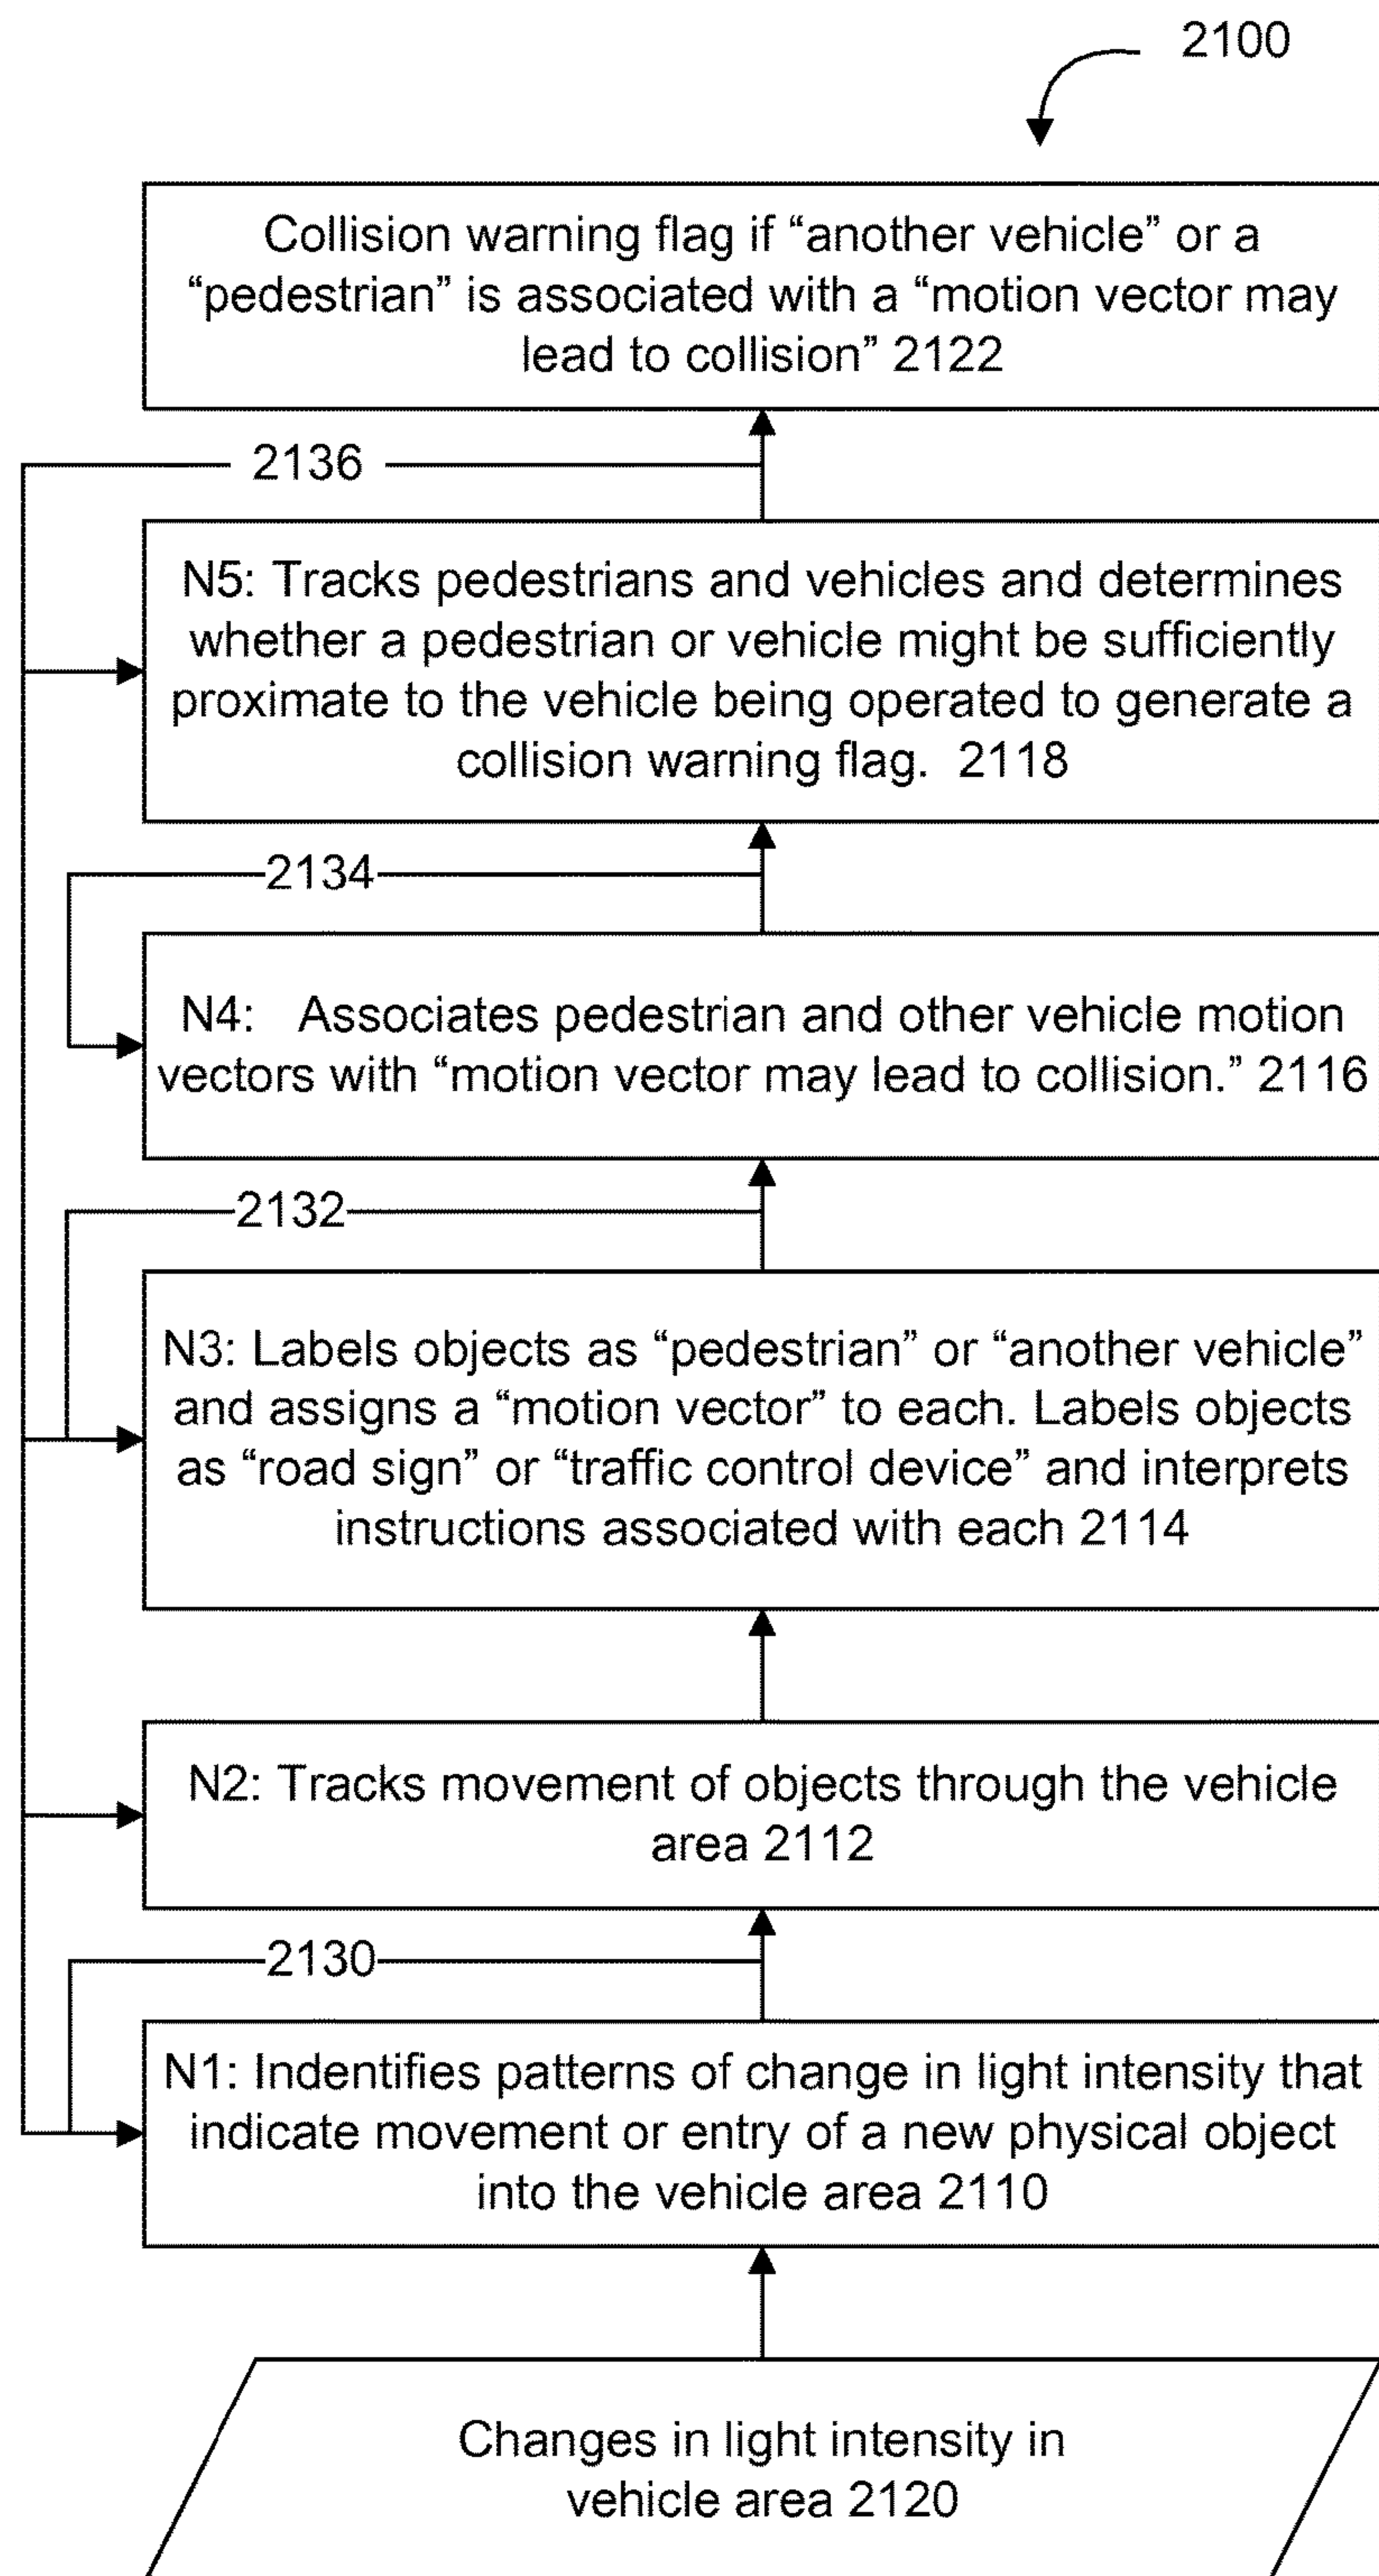 2100
Collision warning flag if “another vehicle” or a
“pedestrian” is associated with a “motion vector may
lead to collision” 2122
2136
N5: Tracks pedestrians and vehicles and determines
whether a pedestrian or vehicle might be sufficiently
proximate to the vehicle being operated to generate a
collision warning flag. 2118
2134
N4: Associates pedestrian and other vehicle motion
vectors with “motion vector may lead to collision.” 2116
2132
N3: Labels objects as “pedestrian” or “another vehicle”
and assigns a “motion vector” to each. Labels objects
as “road sign” or “traffic control device” and interprets
instructions associated with each 2114
N2: Tracks movement of objects through the vehicle
area 2112
2130
N1: Indentifies patterns of change in light intensity that
indicate movement or entry of a new physical object
into the vehicle area 2110
Changes in light intensity in
vehicle area 2120